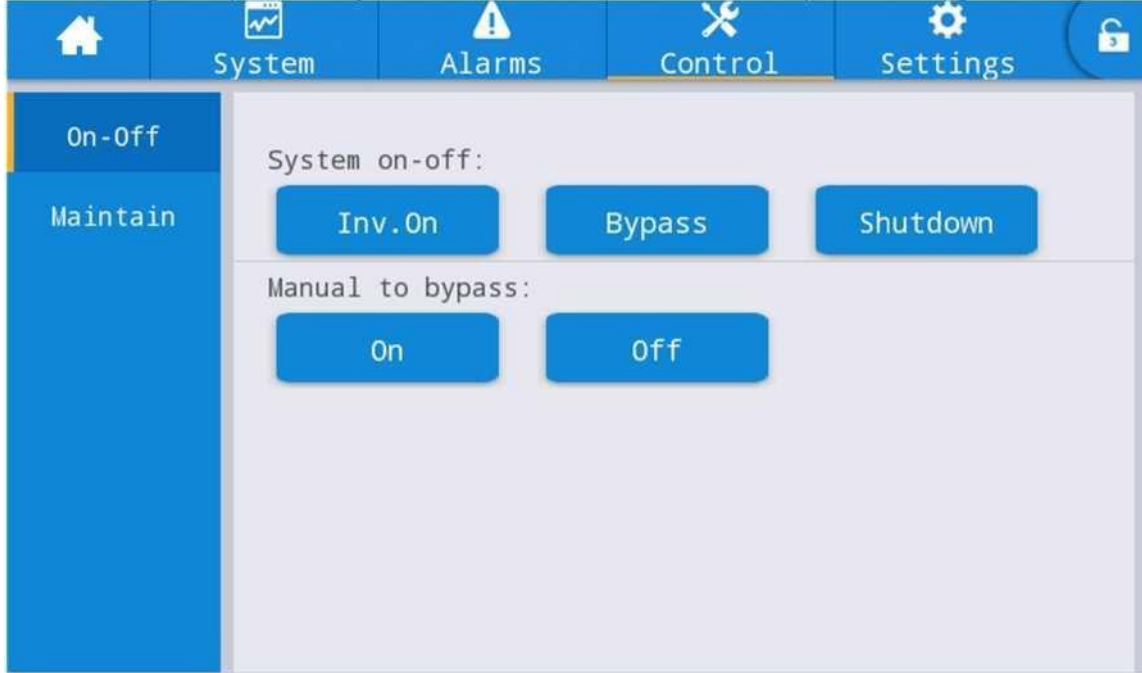 System
Alarms
Control
Settings
3
On-Off
Maintain
System on-off:
Inv.On
Bypass
Shutdown
Manual to bypass:
On
Off